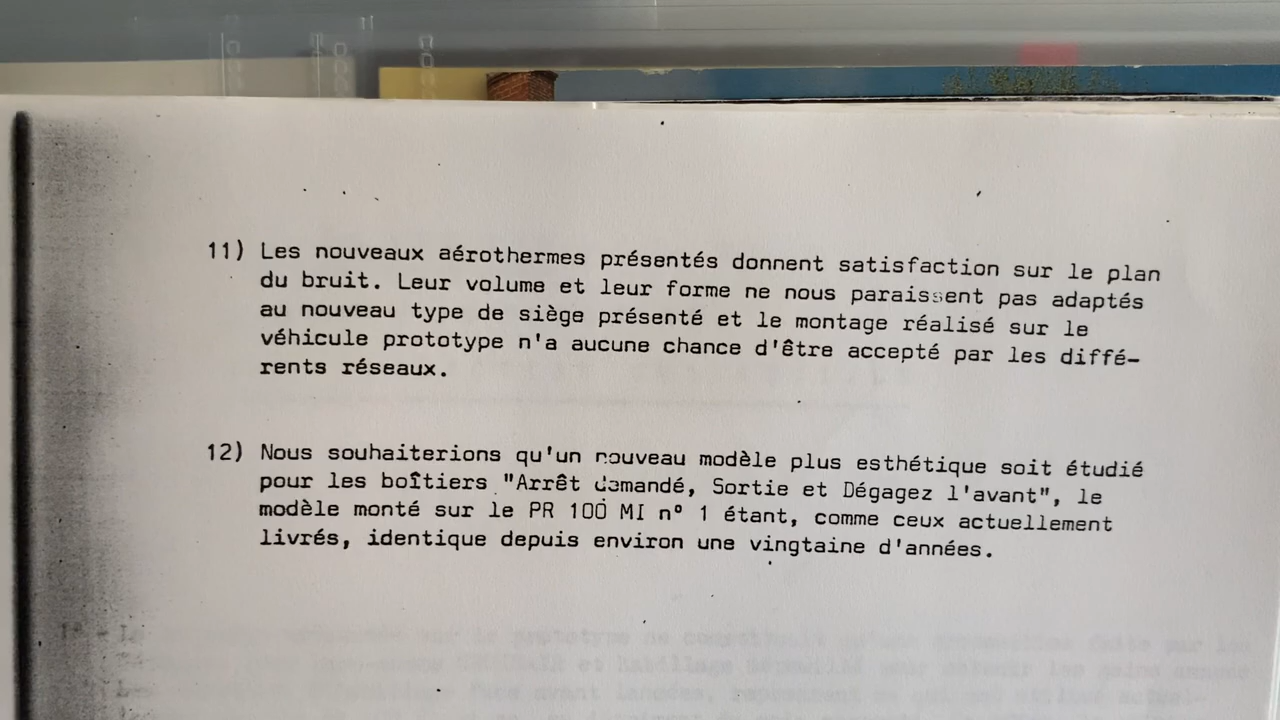 11) Les nouveaux aérothermes présentés donnent satisfaction sur le plan
du bruit. Leur volume et leur forme ne nous paraissent pas adaptés
au nouveau type de siège présenté et le montage réalisé sur le
véhicule prototype n'a aucune chance d'être accepté par les diffé-
rents réseaux.
12) Nous souhaiterions qu'un nouveau modèle plus esthétique soit étudié
pour les boîtiers "Arrêt demandé, Sortie et Dégagez l'avant", le
modèle monté sur le PR 100 MI nº 1 étant, comme ceux actuellement
livrés, identique depuis environ une vingtaine d'années.